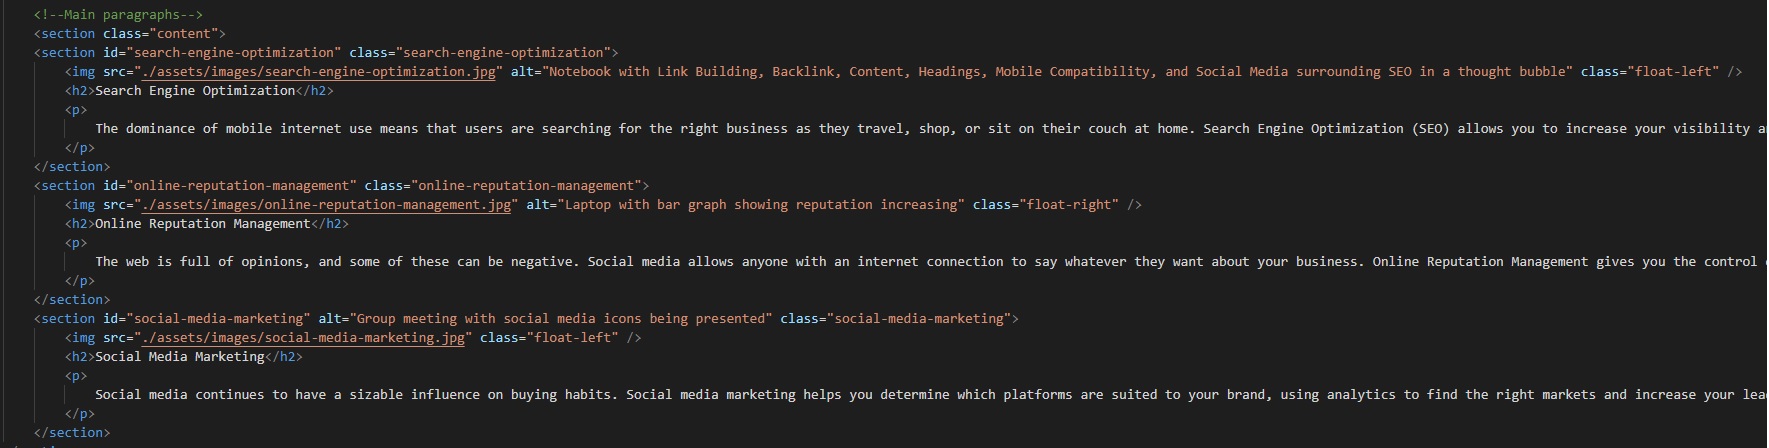 <!--Main paragraphs-->
<section class="content">
<section id="search-engine-optimization" class="search-engine-optimization">
<img src="./assets/images/search-engine-optimization.jpg" alt="Notebook with Link Building, Backlink, Content, Headings, Mobile Compatibility, and Social Media surrounding SEO in a thought bubble" class="float-left" />
<h2>Search Engine Optimization</h2>
<p>
The dominance of mobile internet use means that users are searching for the right business as they travel, shop, or sit on their couch at home. Search Engine Optimization (SEO) allows you to increase your visibility
</p>
</section>
<section id="online-reputation-management" class="online-reputation-management">
<img src="./assets/images/online-reputation-management.jpg" alt="Laptop with bar graph showing reputation increasing" class="float-right" />
<h2>Online Reputation Management</h2>
<p>
The web is full of opinions, and some of these can be negative. Social media allows anyone with an internet connection to say whatever they want about your business. Online Reputation Management gives you the control
</p>
</section>
<section id="social-media-marketing" alt="Group meeting with social media icons being presented" class="social-media-marketing">
<img src="./assets/images/social-media-marketing.jpg" class="float-left" />
<h2>Social Media Marketing</h2>
<p>
Social media continues to have a sizable influence on buying habits. Social media marketing helps you determine which platforms are suited to your brand, using analytics to find the right markets and increase your
</p>
</section>